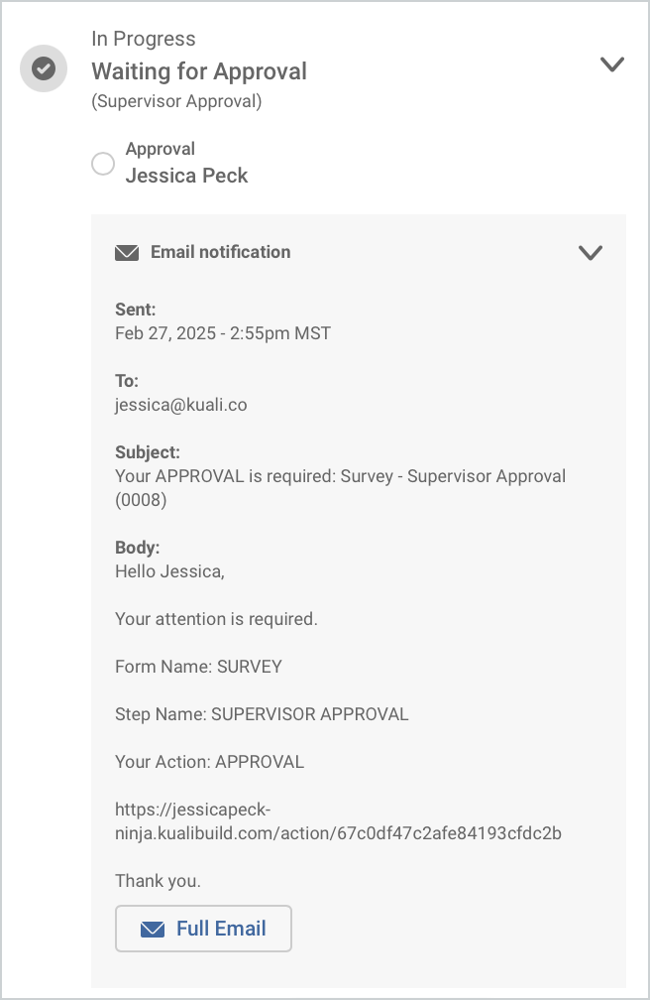 In Progress
Waiting for Approval
(Supervisor Approval)
Approval
Jessica Peck
Email notification
Sent:
Feb 27, 2025 - 2:55pm MST
To:
jessica@kuali.co
Subject:
Your APPROVAL is required: Survey - Supervisor Approval
(0008)
Body:
Hello Jessica,
Your attention is required.
Form Name: SURVEY
Step Name: SUPERVISOR APPROVAL
Your Action: APPROVAL
https://jessicapeck-
ninja.kualibuild.com/action/67c0df47c2afe84193cfdc2b
Thank you.
Full Email